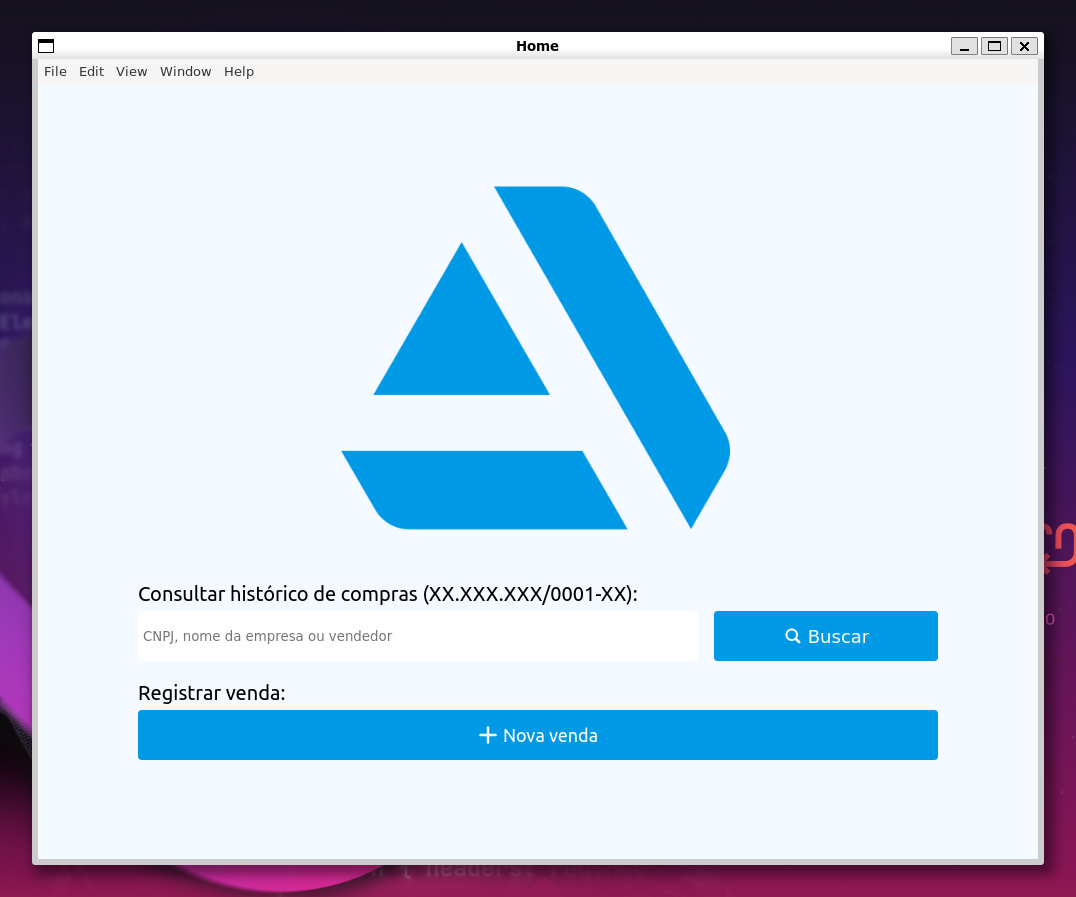 Home
File Edit View Window Help
Consultar histórico de compras (XX.XXX.XXX/0001-XX):
CNPJ, nome da empresa ou vendedor
Buscar
Registrar venda:
Nova venda